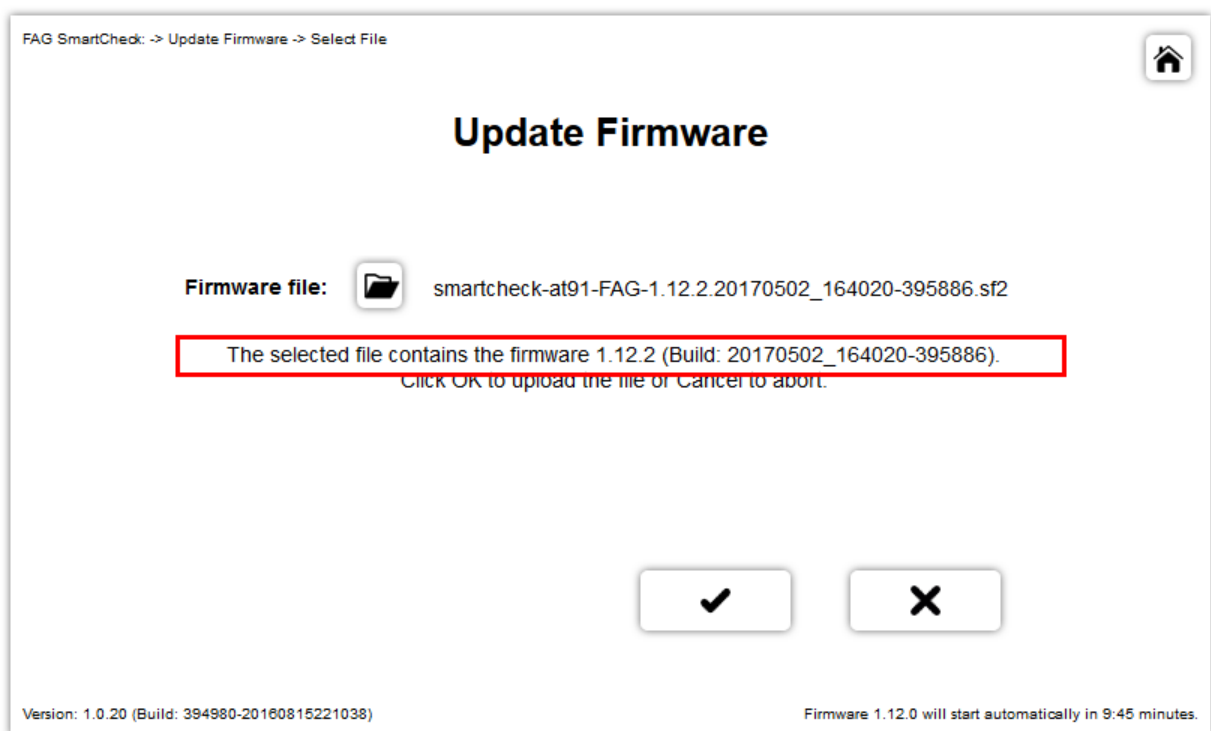 FAG SmartCheck: -> Update Firmware -> Select File
Update Firmware
Firmware file: smartcheck-at91-FAG-1.12.2.20170502_164020-395886.sf2
The selected file contains the firmware 1.12.2 (Build: 20170502_164020-395886).
Click OK to upload the file or Cancel to abort.
Version: 1.0.20 (Build: 394980-20160815221038)
Firmware 1.12.0 will start automatically in 9:45 minutes.